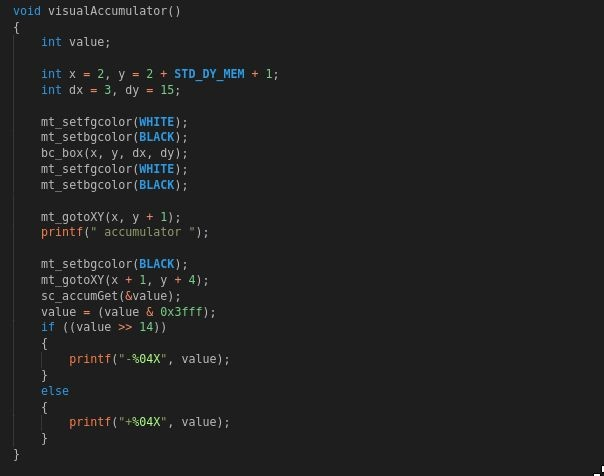 void visualAccumulator()
{
    int value;

    int x = 2, y = 2 + STD_DY_MEM + 1;
    int dx = 3, dy = 15;

    mt_setfgcolor(WHITE);
    mt_setbgcolor(BLACK);
    bc_box(x, y, dx, dy);
    mt_setfgcolor(WHITE);
    mt_setbgcolor(BLACK);

    mt_gotoXY(x, y + 1);
    printf(" accumulator ");

    mt_setbgcolor(BLACK);
    mt_gotoXY(x + 1, y + 4);
    sc_accumGet(&value);
    value = (value & 0x3fff);
    if ((value >> 14))
    {
        printf("-%04X", value);
    }
    else
    {
        printf("+%04X", value);
    }
}